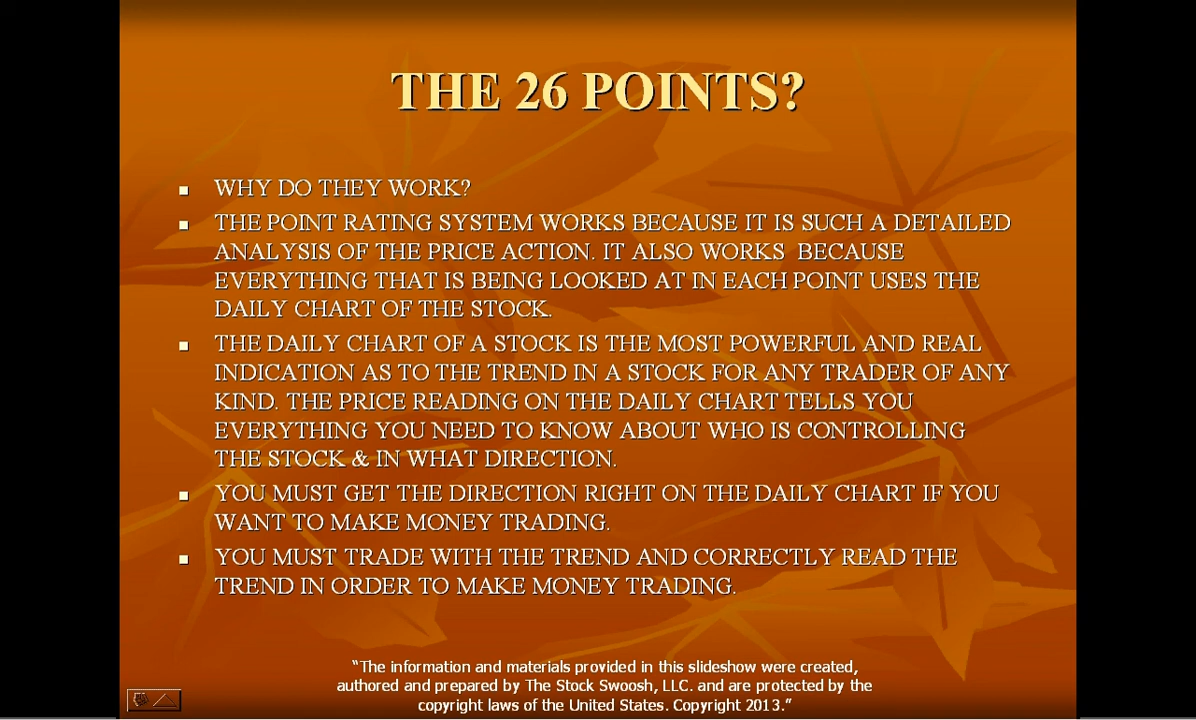 THE 26 POINTS?
WHY DO THEY WORK?
THE POINT RATING SYSTEM WORKS BECAUSE IT IS SUCH A DETAILED
ANALYSIS OF THE PRICE ACTION. IT ALSO WORKS BECAUSE
EVERYTHING THAT IS BEING LOOKED AT IN EACH POINT USES THE
DAILY CHART OF THE STOCK.
THE DAILY CHART OF A STOCK IS THE MOST POWERFUL AND REAL
INDICATION AS TO THE TREND IN A STOCK FOR ANY TRADER OF ANY
KIND. THE PRICE READING ON THE DAILY CHART TELLS YOU
EVERYTHING YOU NEED TO KNOW ABOUT WHO IS CONTROLLING
THE STOCK & IN WHAT DIRECTION.
YOU MUST GET THE DIRECTION RIGHT ON THE DAILY CHART IF YOU
WANT TO MAKE MONEY TRADING.
YOU MUST TRADE WITH THE TREND AND CORRECTLY READ THE
TREND IN ORDER TO MAKE MONEY TRADING.
“The information and materials provided in this slideshow were created,
authored and prepared by The Stock Swoosh, LLC. and are protected by the
copyright laws of the United States. Copyright 2013.”